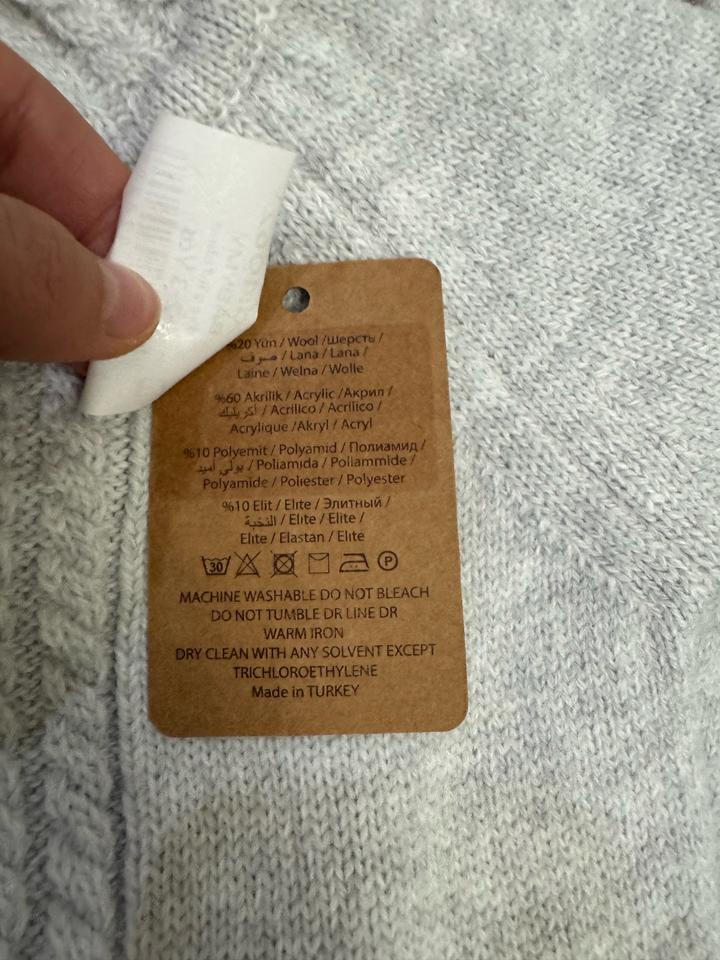 %20 Yün / Wool /Шерсть /
صوف / Lana / Lana /
Laine / Welna / Wolle
%60 Akrilik / Acrylic /Акрил /
أكريليك / Acrilico / Acrilico /
Acrylique /Akryl / Acryl
%10 Polyemit / Polyamid / Полиамид /
بولي أميد / Poliamida / Poliammide /
Polyamide / Poliester / Polyester
%10 Elit / Elite / Элитный /
النخبة / Elite / Elite /
Elite / Elastan / Elite
30 P
MACHINE WASHABLE DO NOT BLEACH
DO NOT TUMBLE DR LINE DR
WARM IRON
DRY CLEAN WITH ANY SOLVENT EXCEPT
TRICHLOROETHYLENE
Made in TURKEY